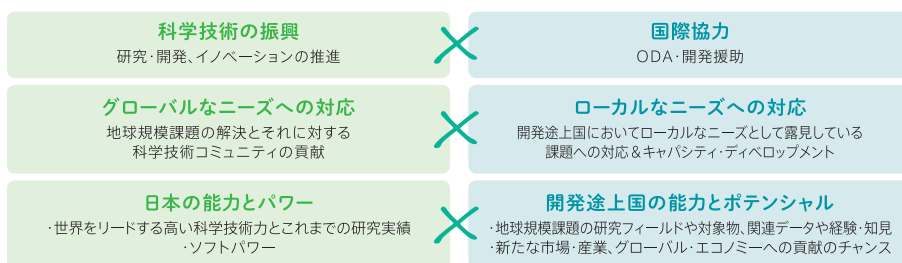 科学技術の振興
研究・開発、イノベーションの推進
国際協力
ODA・開発援助
グローバルなニーズへの対応
地球規模課題の解決とそれに対する
科学技術コミュニティの貢献
ローカルなニーズへの対応
開発途上国においてローカルなニーズとして露見している
課題への対応＆キャパシティ・ディベロップメント
日本の能力とパワー
・世界をリードする高い科学技術力とこれまでの研究実績
・ソフトパワー
開発途上国の能力とポテンシャル
・地球規模課題の研究フィールドや対象物、関連データや経験・知見
・新たな市場・産業、グローバル・エコノミーへの貢献のチャンス